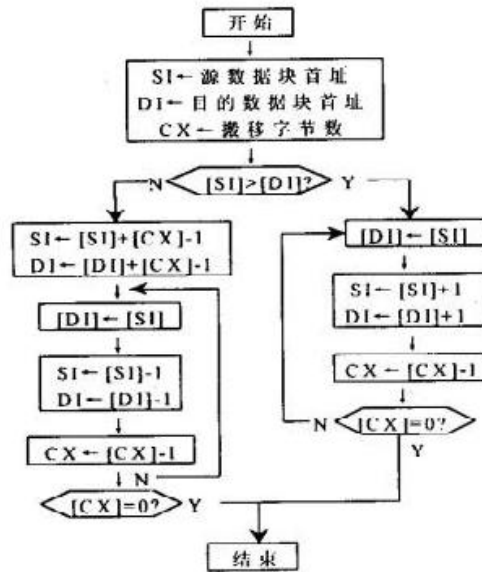 开始
SI←源数据块首址
DI←目的数据块首址
CX←搬移字节数
[SI]>[DI]?
N
Y
SI←[SI]+[CX]-1
DI←[DI]+[CX]-1
[DI]←[SI]
SI←[SI]-1
DI←[DI]-1
CX←[CX]-1
N
[CX]=0?
Y
[DI]←[SI]
SI←[SI]+1
DI←[DI]+1
CX←[CX]-1
N
[CX]=0?
Y
结束